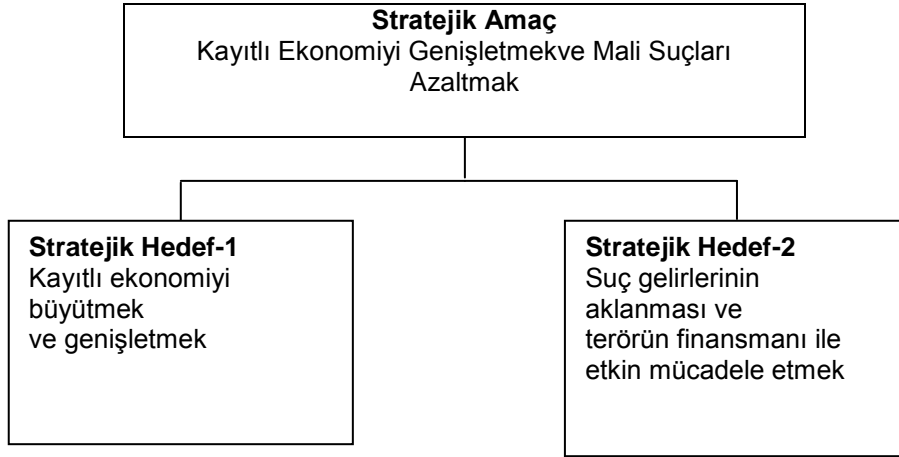 Stratejik Amaç
Kayıtlı Ekonomiyi Genişletmekve Mali Suçları
Azaltmak
Stratejik Hedef-1
Kayıtlı ekonomiyi
büyütmek
ve genişletmek
Stratejik Hedef-2
Suç gelirlerinin
aklanması ve
terörün finansmanı ile
etkin mücadele etmek